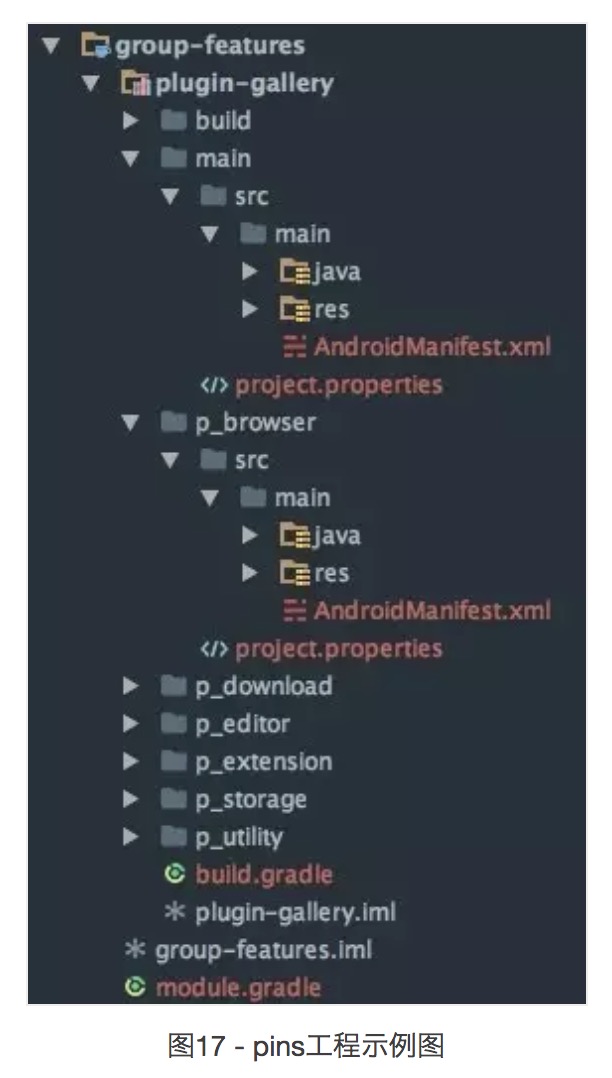 group-features
plugin-gallery
build
main
src
main
java
res
AndroidManifest.xml
project.properties
p_browser
src
main
java
res
AndroidManifest.xml
project.properties
p_download
p_editor
p_extension
p_storage
p_utility
build.gradle
plugin-gallery.iml
group-features.iml
module.gradle
图17 - pins工程示例图